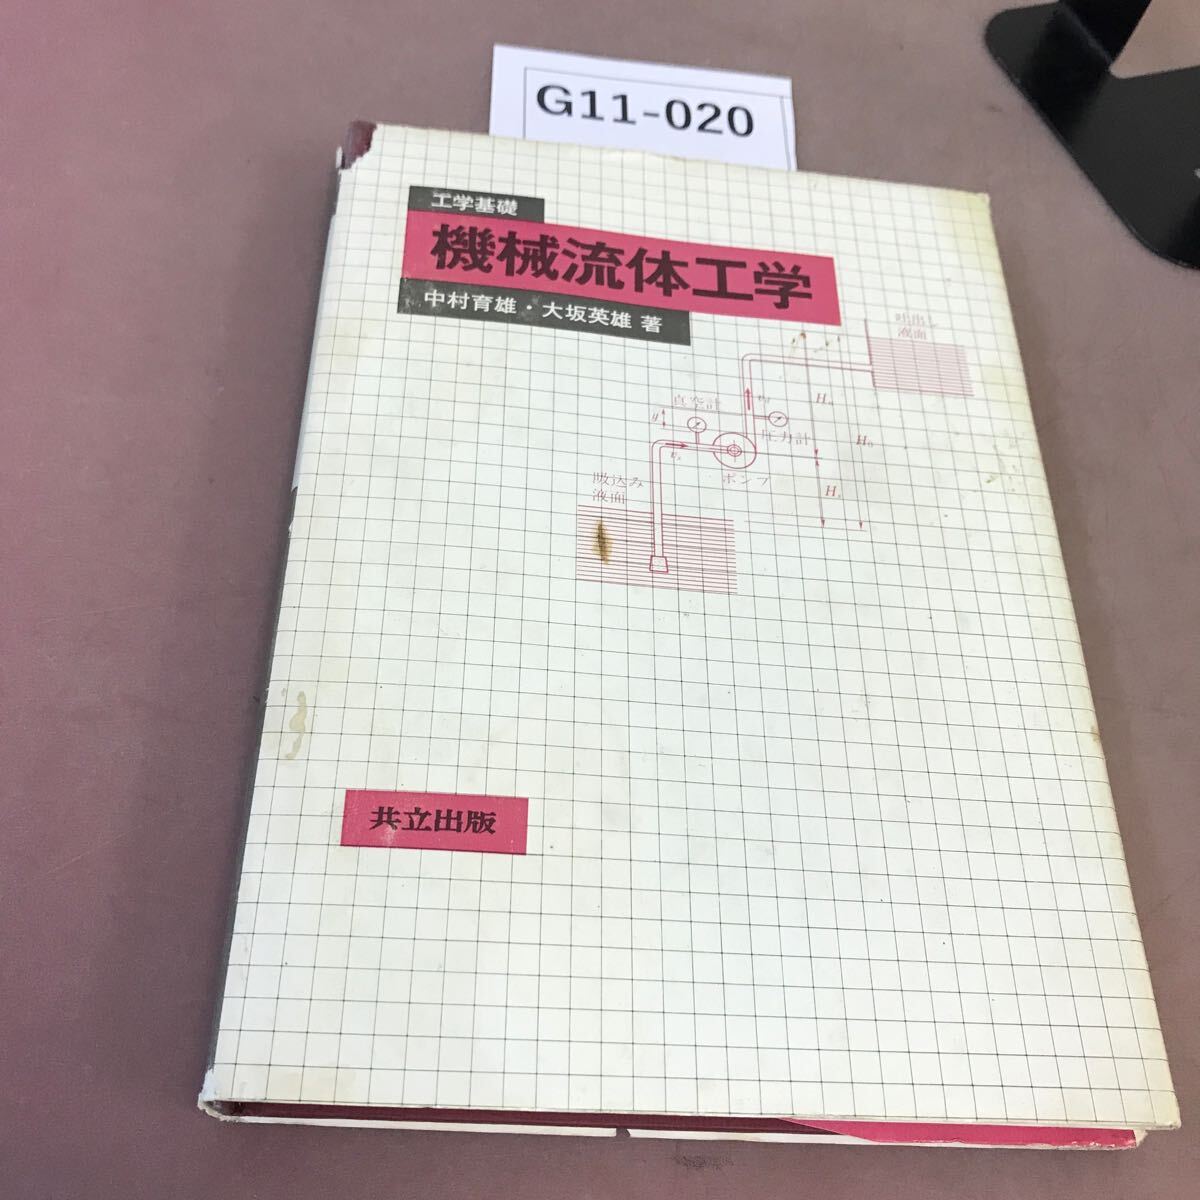 G11-020
工学基礎
機械流体工学
中村育雄・大坂英雄 著
吐出し
液面
真空計
圧力計
ポンプ
吸込み
液面
H₀
共立出版